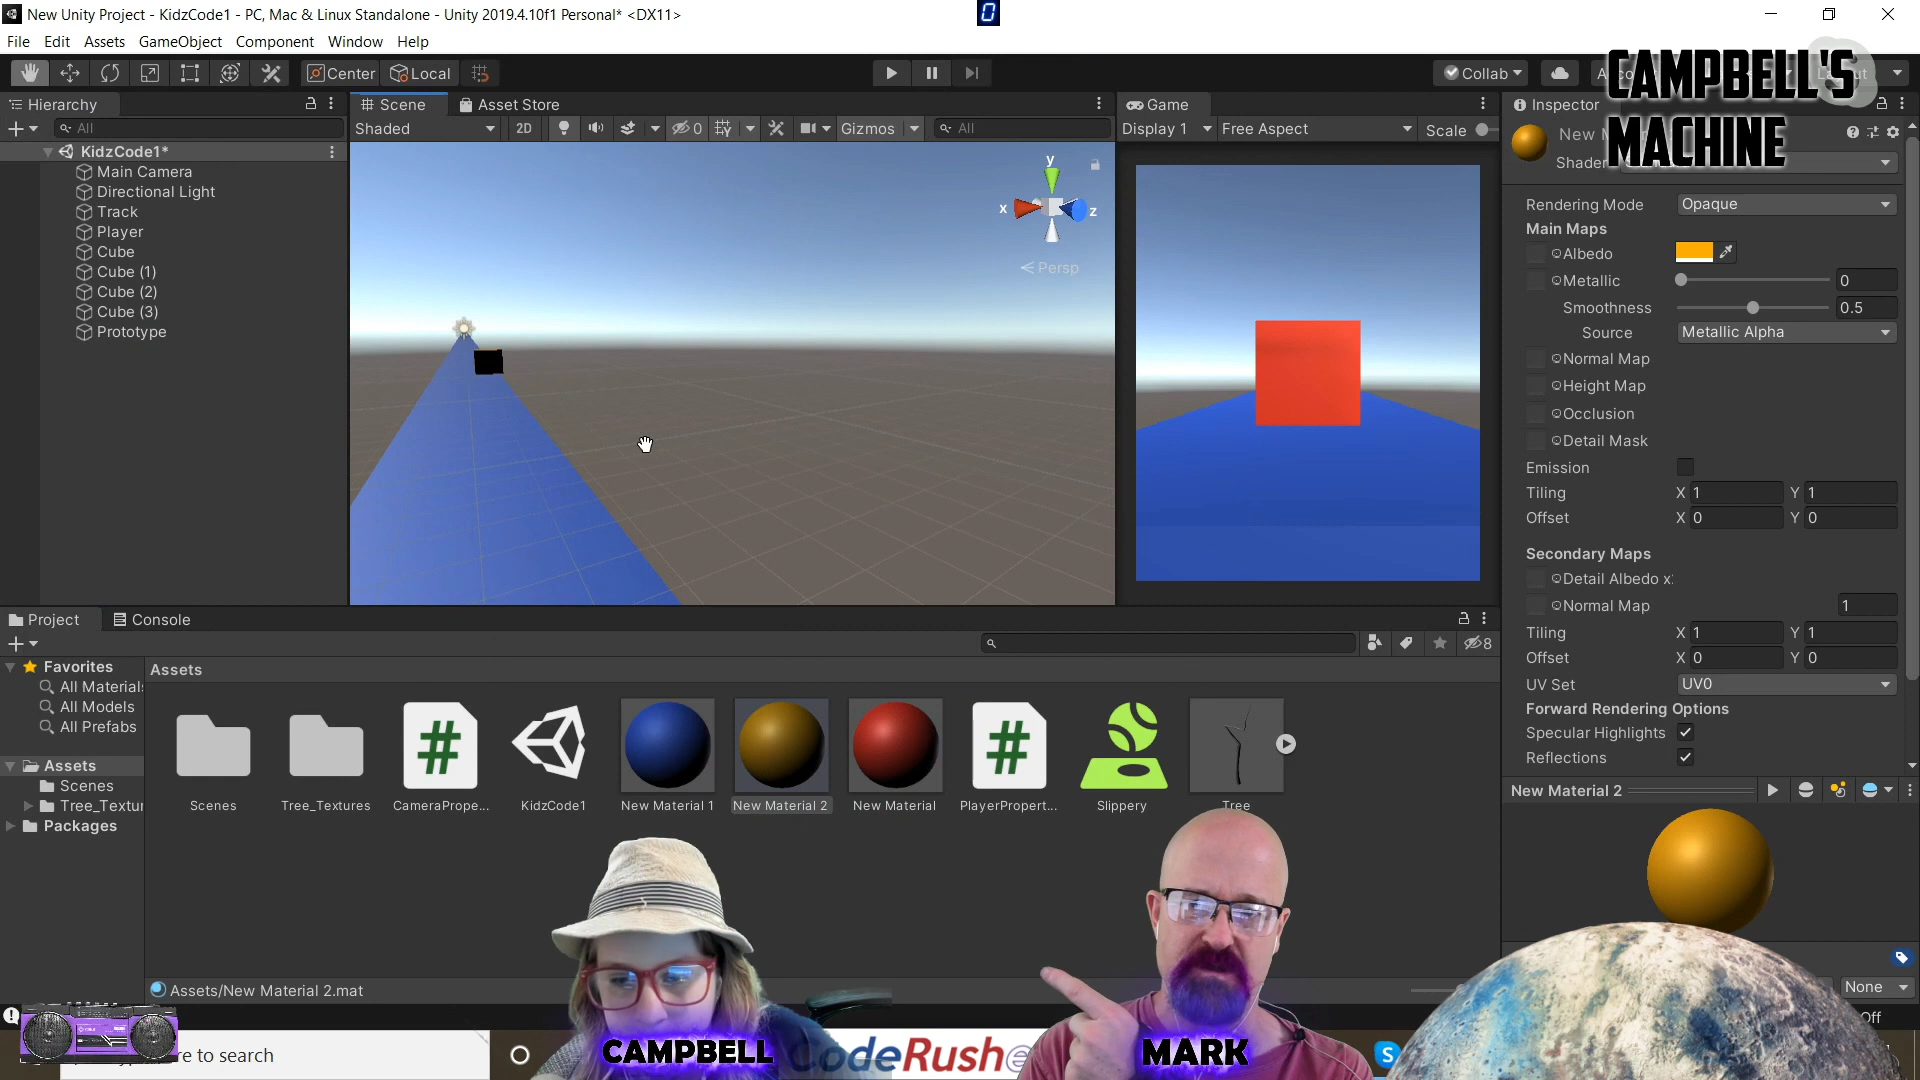 New Unity Project - KidzCode1 - PC, Mac & Linux Standalone - Unity 2019.4.10f1 Personal* <DX11>
0
File Edit Assets GameObject Component Window Help
Center Local
Collab
CAMPBELL'S
MACHINE
Hierarchy
All
KidzCode1*
Main Camera
Directional Light
Track
Player
Cube
Cube (1)
Cube (2)
Cube (3)
Prototype
Scene Asset Store
Shaded 2D 0 Gizmos All
y
x z
Persp
Game
Display 1 Free Aspect Scale
Inspector
New
Shader
Rendering Mode Opaque
Main Maps
Albedo
Metallic 0
Smoothness 0.5
Source Metallic Alpha
Normal Map
Height Map
Occlusion
Detail Mask
Emission
Tiling X 1 Y 1
Offset X 0 Y 0
Secondary Maps
Detail Albedo x
Normal Map 1
Tiling X 1 Y 1
Offset X 0 Y 0
UV Set UV0
Forward Rendering Options
Specular Highlights
Reflections
New Material 2
None
Off
Project Console
8
Favorites
All Materials
All Models
All Prefabs
Assets
Scenes
Tree_Textur
Packages
Assets
Scenes
Tree_Textures
CameraPrope...
KidzCode1
New Material 1
New Material 2
New Material
PlayerPropert...
Slippery
Tree
Assets/New Material 2.mat
re to search
CAMPBELL
CodeRush
MARK
S